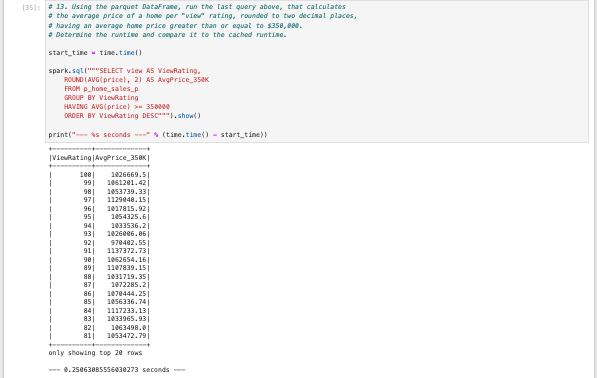 [35]:
# 13. Using the parquet DataFrame, run the last query above, that calculates
# the average price of a home per "view" rating, rounded to two decimal places,
# having an average home price greater than or equal to $350,000.
# Determine the runtime and compare it to the cached runtime.
start_time = time.time()
spark.sql("""SELECT view AS ViewRating,
ROUND(AVG(price), 2) AS AvgPrice_350K
FROM p_home_sales_p
GROUP BY ViewRating
HAVING AVG(price) >= 350000
ORDER BY ViewRating DESC""").show()
print("--- %s seconds ---" % (time.time() - start_time))
+----------+-------------+
|ViewRating|AvgPrice_350K|
+----------+-------------+
| 100| 1026669.5|
| 99| 1061201.42|
| 98| 1053739.33|
| 97| 1129040.15|
| 96| 1017815.92|
| 95| 1054325.6|
| 94| 1033536.2|
| 93| 1026006.06|
| 92| 970402.55|
| 91| 1137372.73|
| 90| 1062654.16|
| 89| 1107839.15|
| 88| 1031719.35|
| 87| 1072285.2|
| 86| 1070444.25|
| 85| 1056336.74|
| 84| 1117233.13|
| 83| 1033965.93|
| 82| 1063498.0|
| 81| 1053472.79|
+----------+-------------+
only showing top 20 rows
--- 0.25063085556030273 seconds ---